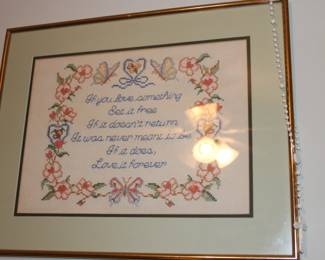 If you love something
Set it free
If it doesn't return
It was never meant to be
If it does,
Love it forever